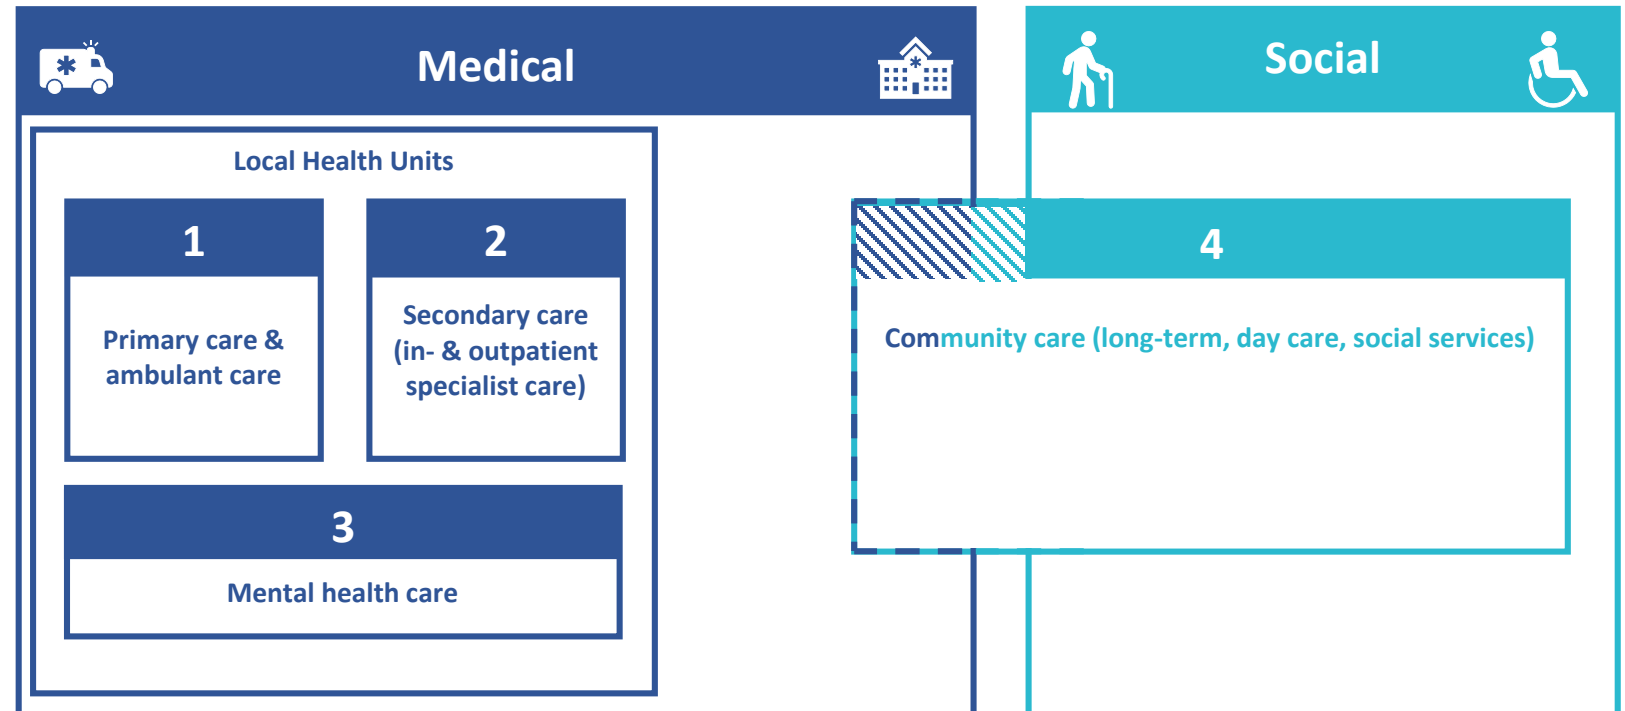 Medical
Social
Local Health Units
1
2
4
Primary care &
ambulant care
Secondary care
(in- & outpatient
specialist care)
Community care (long-term, day care, social services)
3
Mental health care